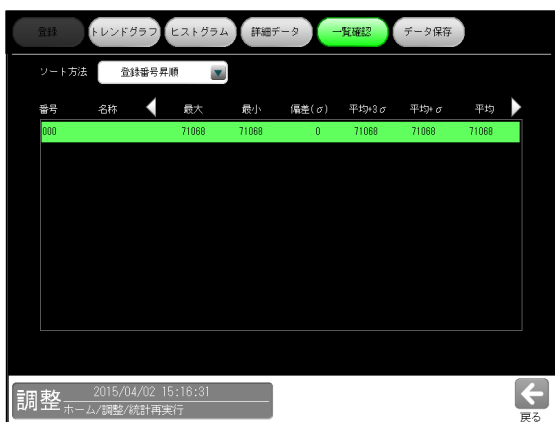 登録 トレンドグラフ ヒストグラム 詳細データ 一覧確認 データ保存
ソート方法 登録番号昇順
番号 名称 最大 最小 偏差(σ) 平均+3σ 平均+σ 平均
000 71068 71068 0 71068 71068 71068
調整 2015/04/02 15:16:31
ホーム/調整/統計再実行
戻る